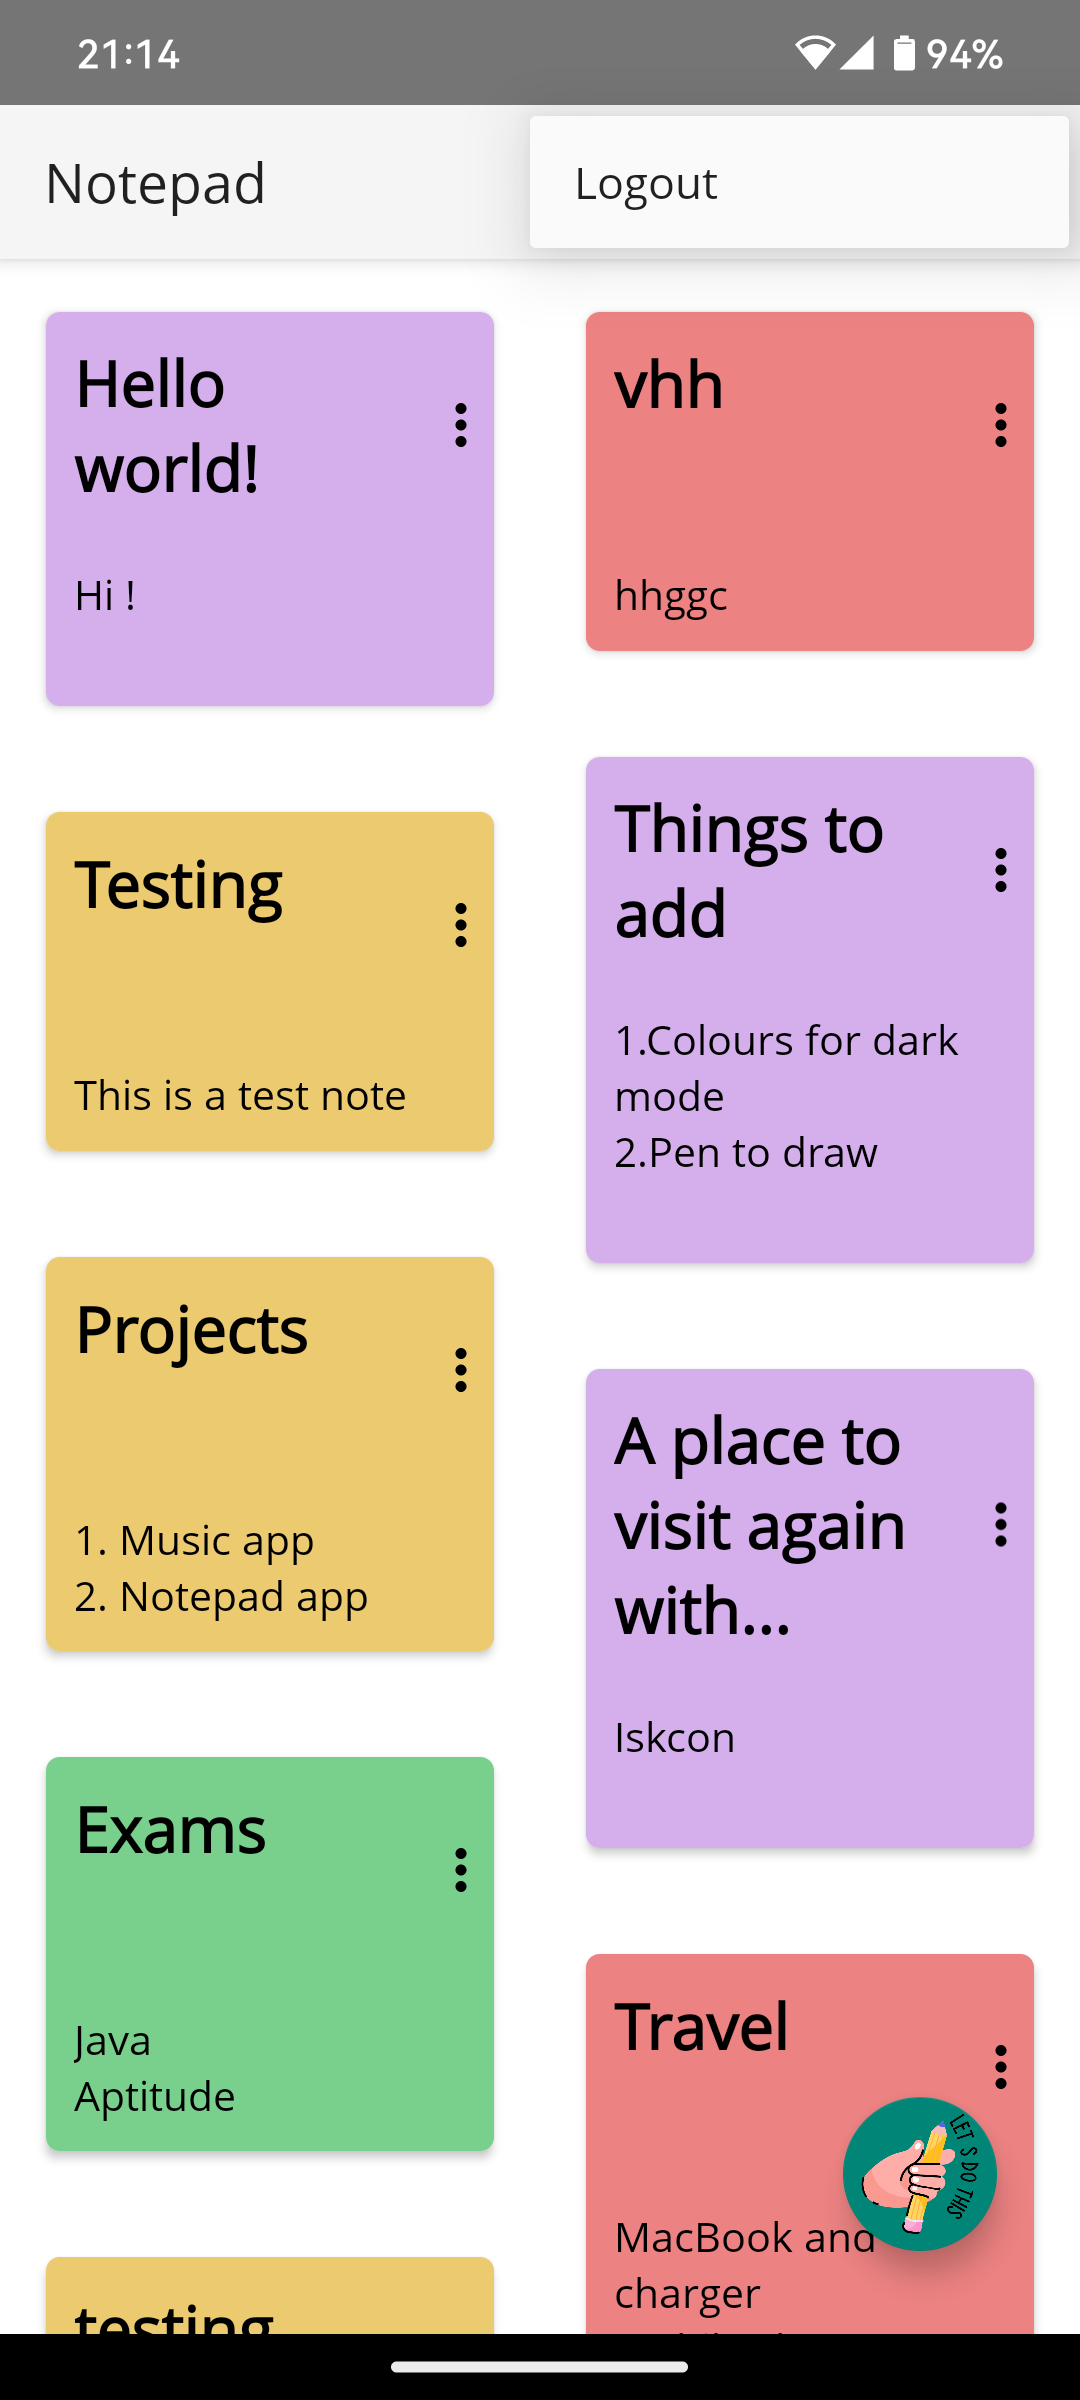 21:14
94%
Notepad
Logout
Hello
world!
Hi !
vhh
hhggc
Testing
This is a test note
Things to
add
1.Colours for dark
mode
2.Pen to draw
Projects
1. Music app
2. Notepad app
A place to
visit again
with...
Iskcon
Exams
Java
Aptitude
Travel
MacBook and
charger
LET'S DO THIS
testing